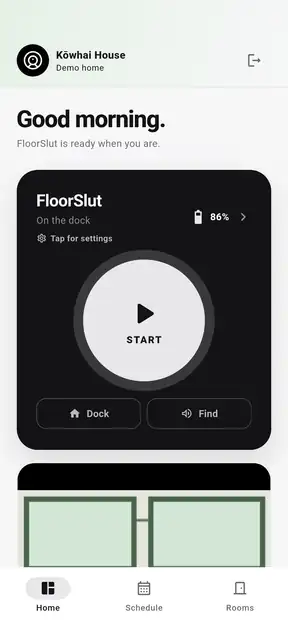 Kōwhai House
Demo home
Good morning.
FloorSlut is ready when you are.
FloorSlut
On the dock
86%
Tap for settings
START
Dock
Find
Home
Schedule
Rooms